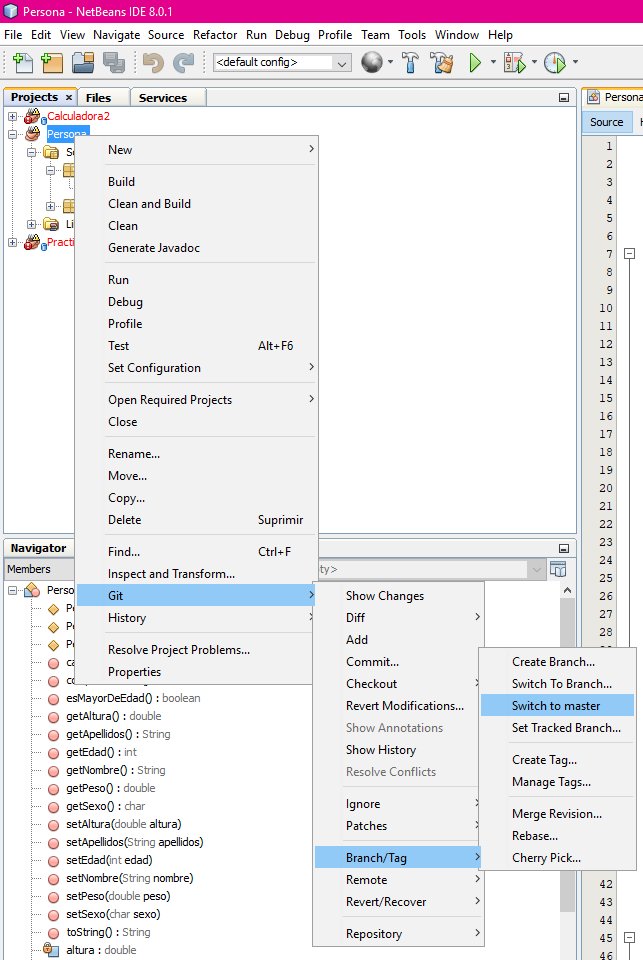 Persona - NetBeans IDE 8.0.1
File Edit View Navigate Source Refactor Run Debug Profile Team Tools Window Help
<default config>
Projects × Files Services
Persona
Source
Calculadora2
Persona
Practi
New
Build
Clean and Build
Clean
Generate Javadoc
Run
Debug
Profile
Test Alt+F6
Set Configuration
Open Required Projects
Close
Rename...
Move...
Copy...
Delete Suprimir
Find... Ctrl+F
Inspect and Transform...
Git
History
Resolve Project Problems...
Properties
Show Changes
Diff
Add
Commit...
Checkout
Revert Modifications...
Show Annotations
Show History
Resolve Conflicts
Ignore
Patches
Branch/Tag
Remote
Revert/Recover
Repository
Create Branch...
Switch To Branch...
Switch to master
Set Tracked Branch...
Create Tag...
Manage Tags...
Merge Revision...
Rebase...
Cherry Pick...
Navigator
Members
esMayorDeEdad() : boolean
getAltura() : double
getApellidos() : String
getEdad() : int
getNombre() : String
getPeso() : double
getSexo() : char
setAltura(double altura)
setApellidos(String apellidos)
setEdad(int edad)
setNombre(String nombre)
setPeso(double peso)
setSexo(char sexo)
toString() : String
altura : double
1
2
3
4
5
6
7
8
9
10
11
12
13
14
15
16
17
18
19
20
21
22
23
24
25
26
27
28
42
43
44
45
46